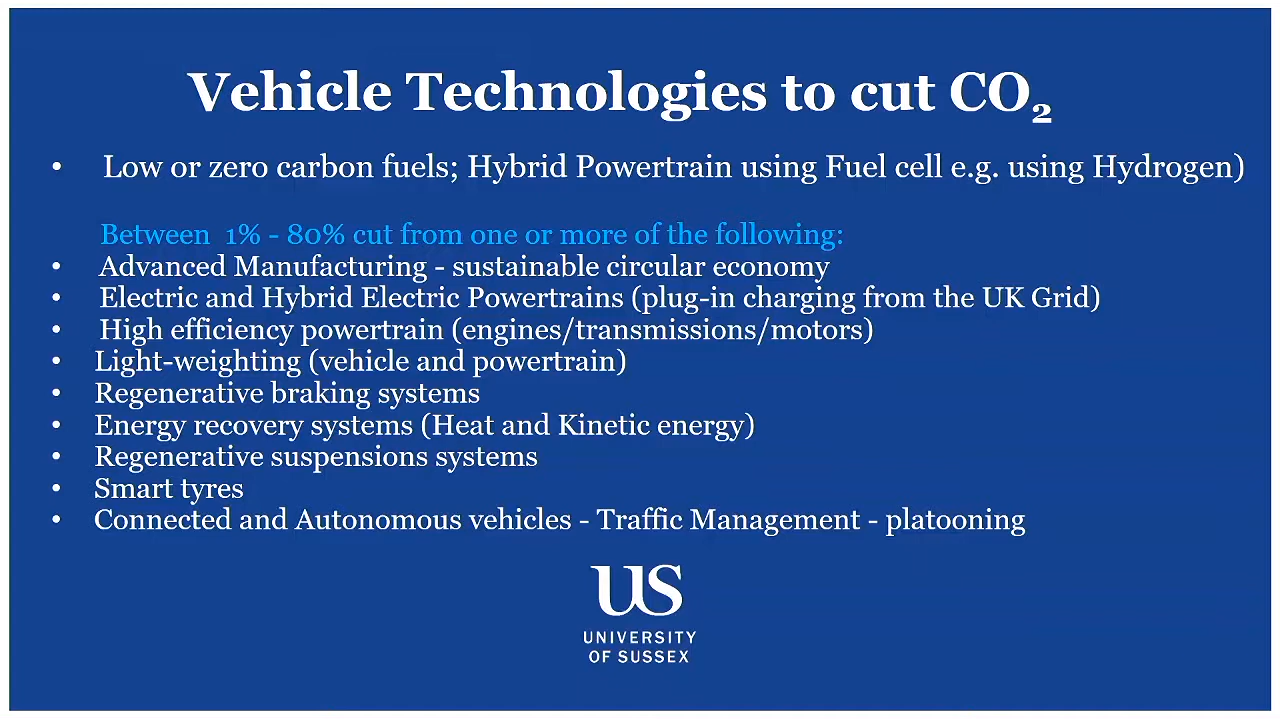 Vehicle Technologies to cut CO₂
• Low or zero carbon fuels; Hybrid Powertrain using Fuel cell e.g. using Hydrogen)
Between 1% - 80% cut from one or more of the following:
• Advanced Manufacturing - sustainable circular economy
• Electric and Hybrid Electric Powertrains (plug-in charging from the UK Grid)
• High efficiency powertrain (engines/transmissions/motors)
• Light-weighting (vehicle and powertrain)
• Regenerative braking systems
• Energy recovery systems (Heat and Kinetic energy)
• Regenerative suspensions systems
• Smart tyres
• Connected and Autonomous vehicles - Traffic Management - platooning
US
UNIVERSITY
OF SUSSEX